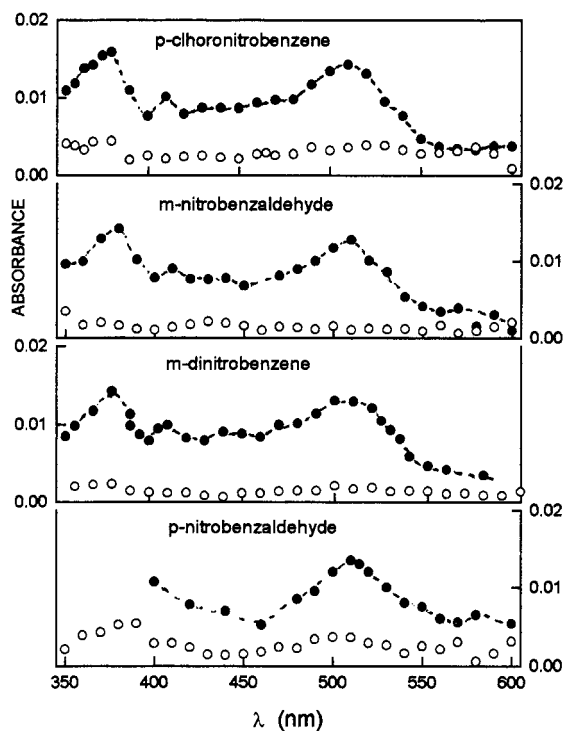 0.02
p-clhoronitrobenzene
0.01
0.00
m-nitrobenzaldehyde
0.02
0.01
0.00
ABSORBANCE
0.02
m-dinitrobenzene
0.01
0.00
p-nitrobenzaldehyde
0.02
0.01
0.00
350 400 450 500 550 600
λ (nm)